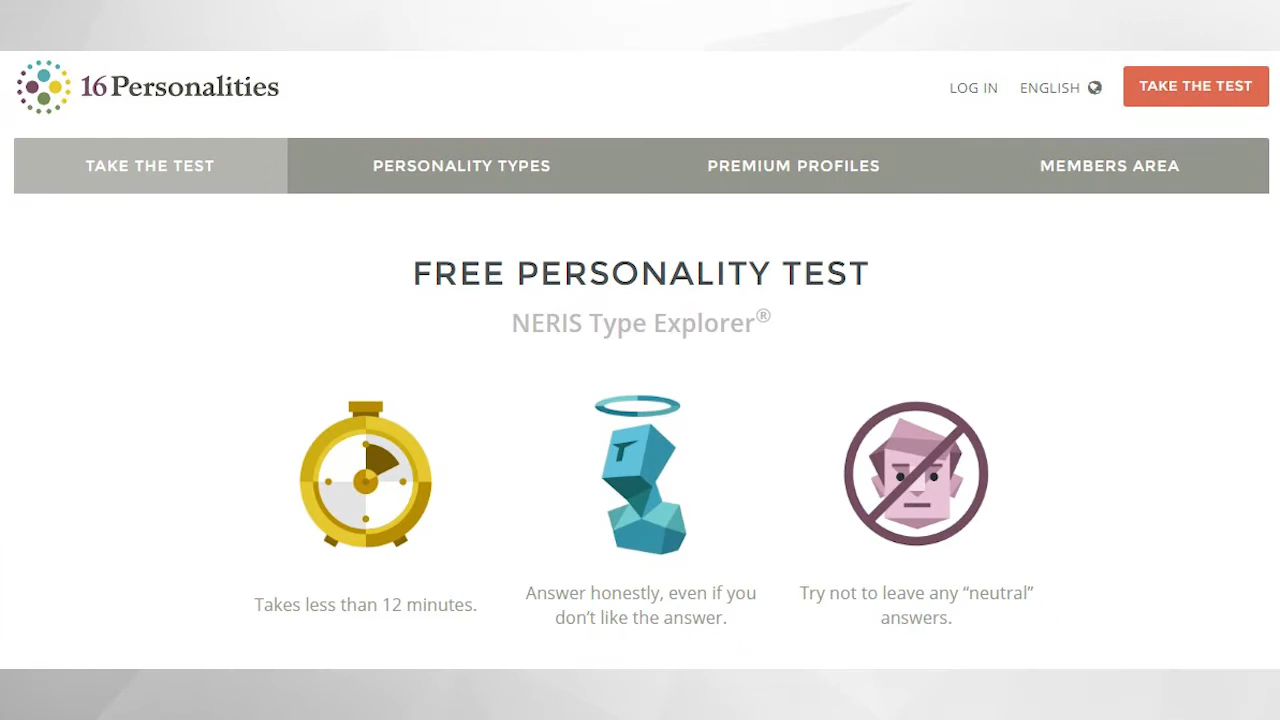 16Personalities
LOG IN
ENGLISH
TAKE THE TEST
TAKE THE TEST
PERSONALITY TYPES
PREMIUM PROFILES
MEMBERS AREA
FREE PERSONALITY TEST
NERIS Type Explorer®
Takes less than 12 minutes.
Answer honestly, even if you
don’t like the answer.
Try not to leave any “neutral”
answers.